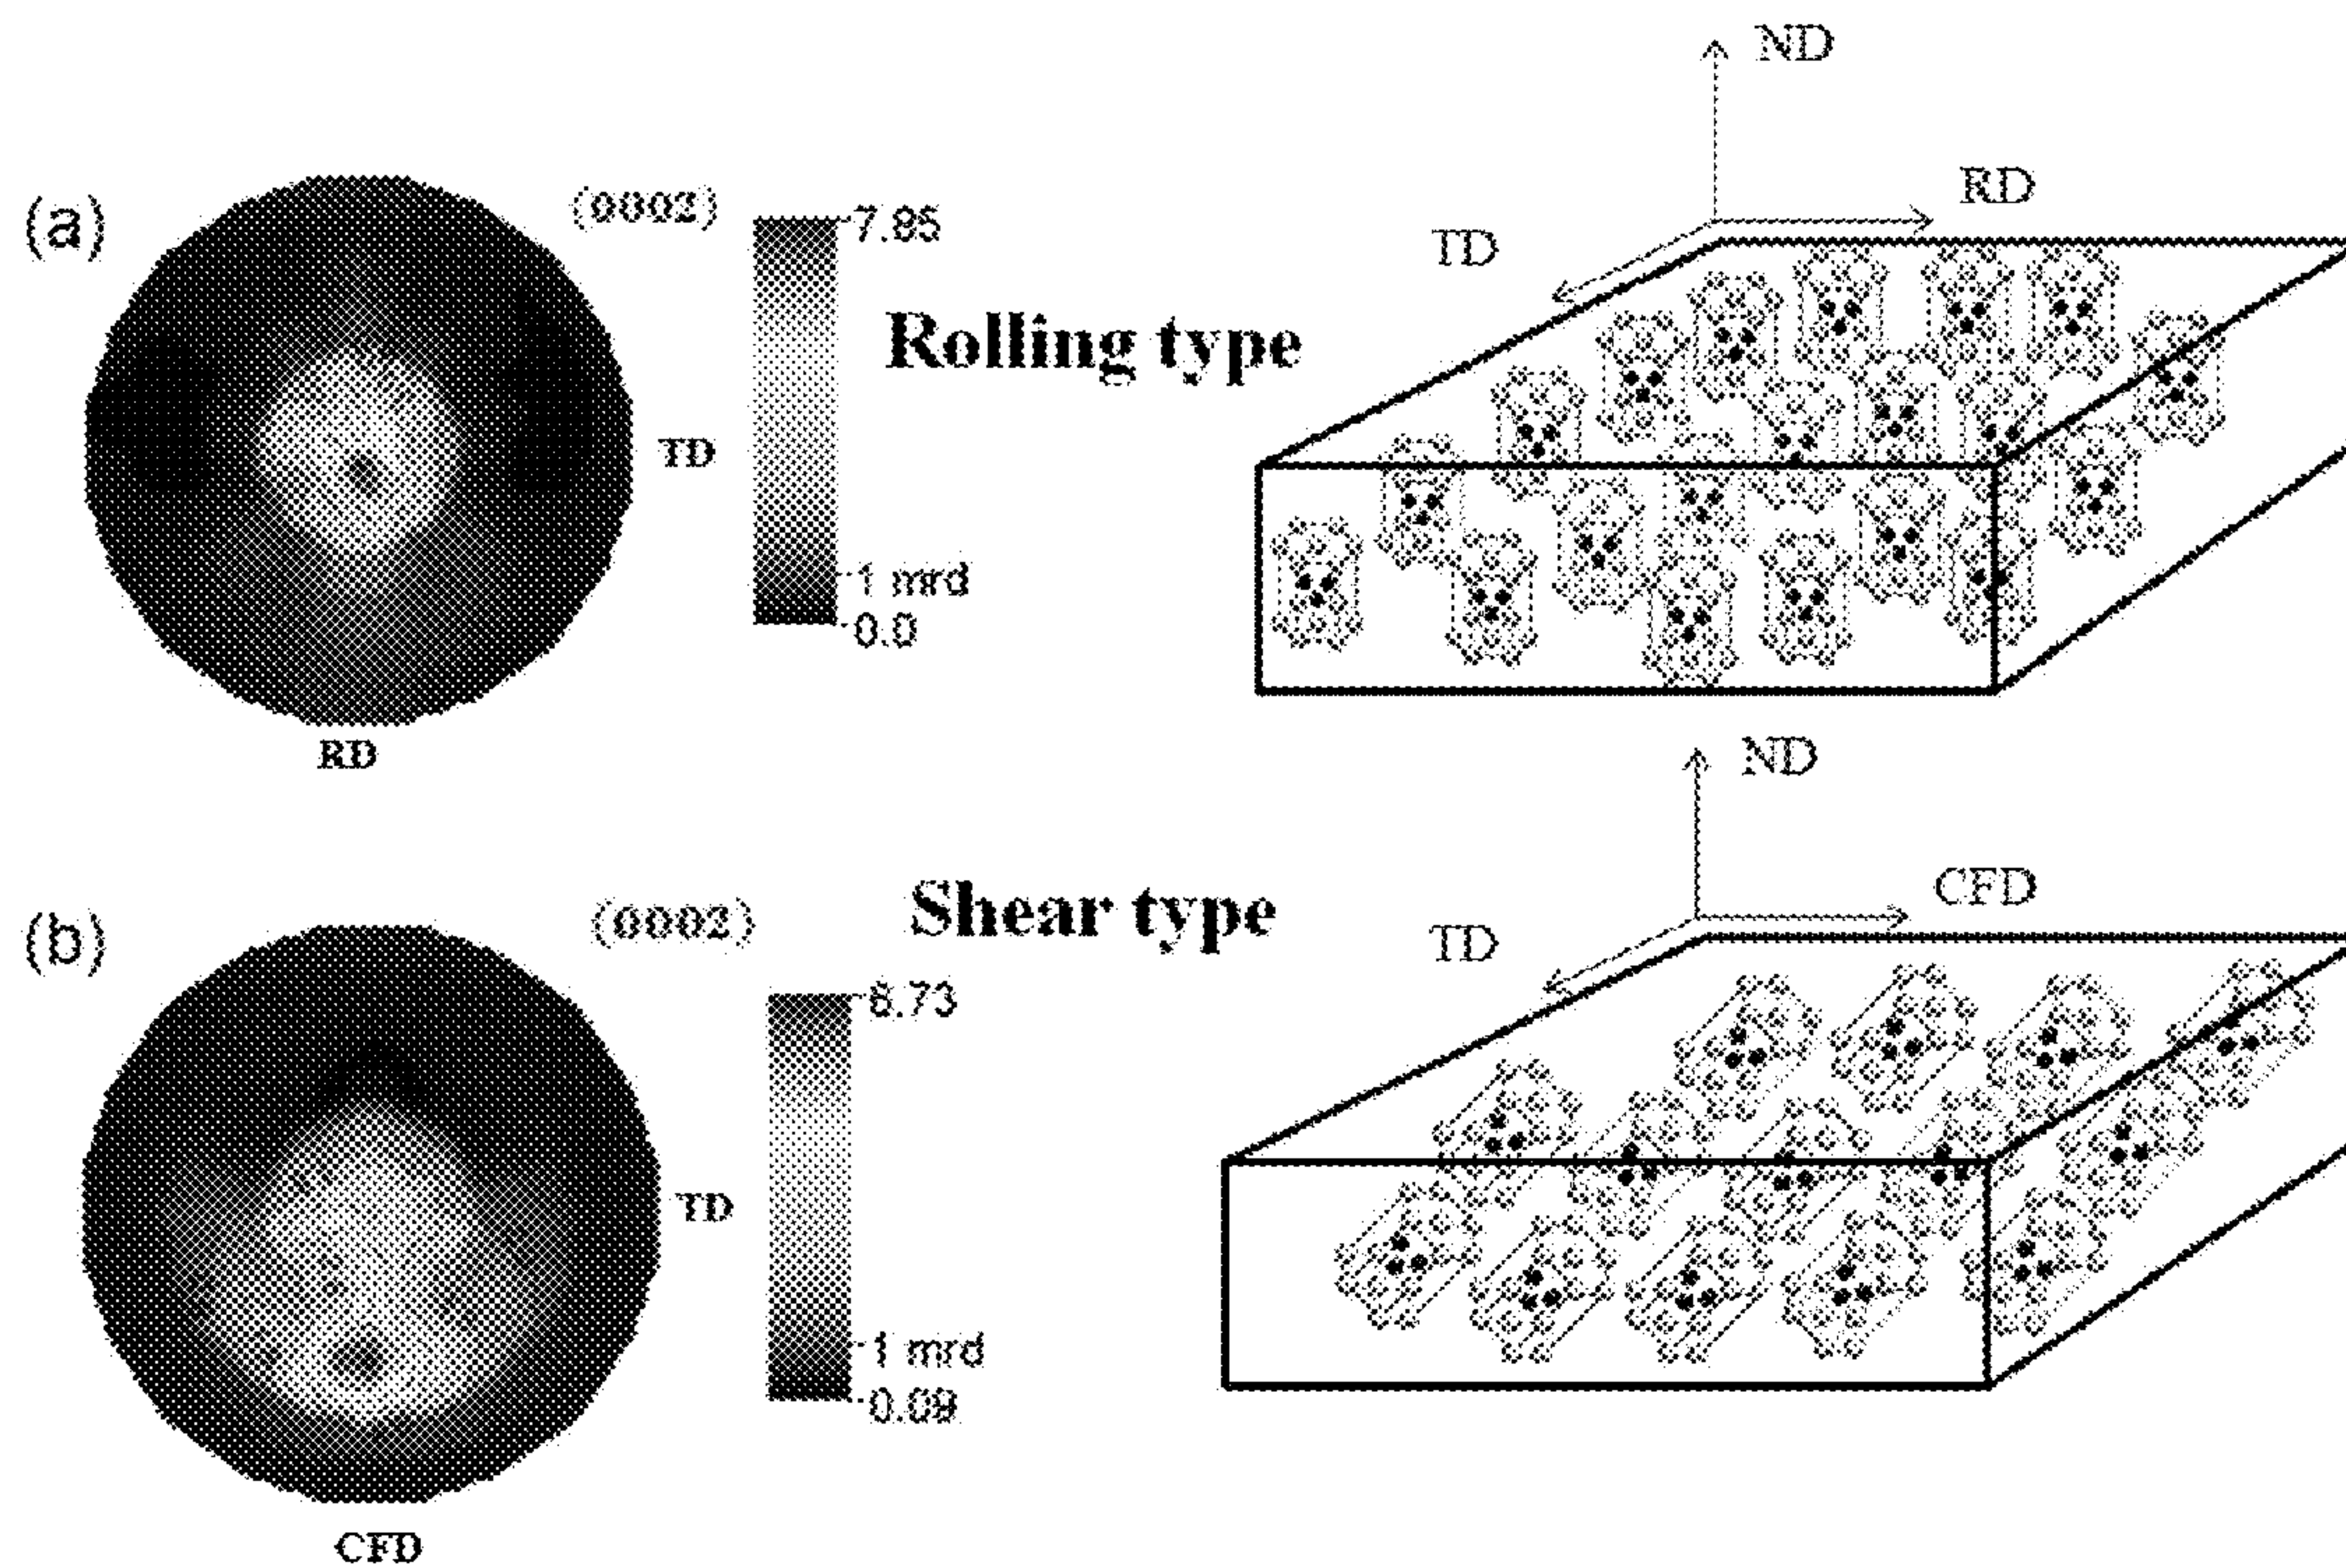 (a)
(0002)
7.85
1 mrd
0.0
TD
RD
Rolling type
ND
RD
TD
(b)
(0002)
6.73
1 mrd
0.09
TD
CFD
Shear type
ND
CFD
TD